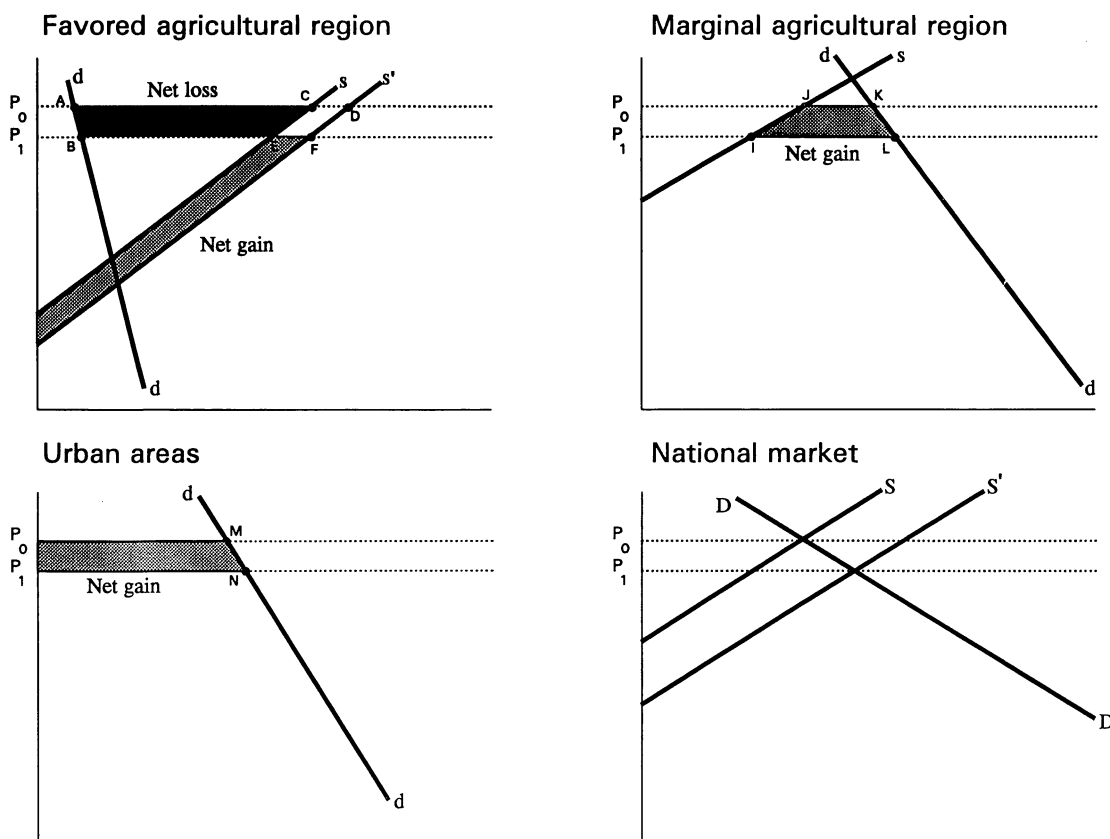 Favored agricultural region
d
s
s'
A
Net loss
C
D
P0
P1
B
E
F
Net gain
d
Marginal agricultural region
d
s
P0
P1
J
K
I
L
Net gain
d
Urban areas
d
P0
P1
M
N
Net gain
d
National market
D
S
S'
P0
P1
D